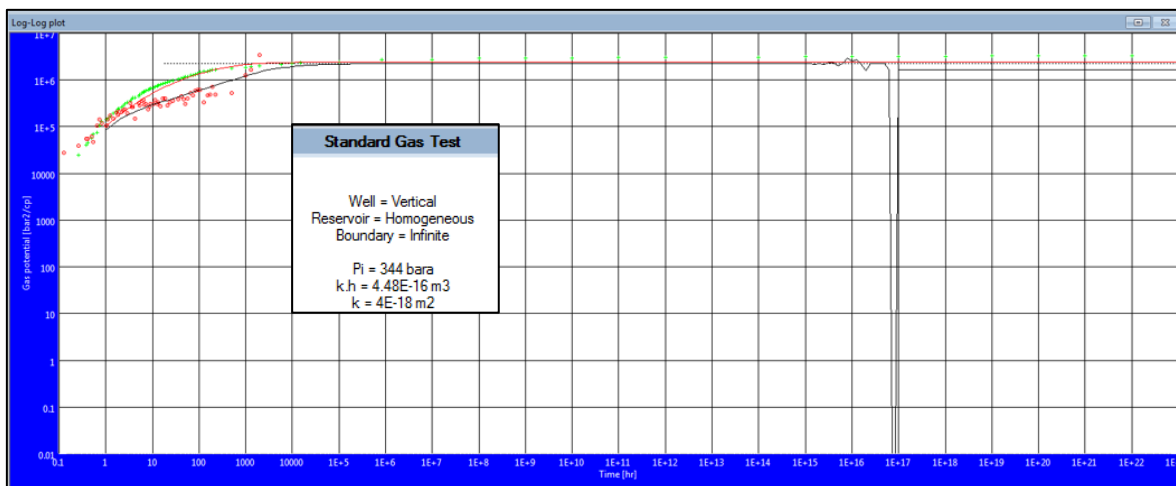 Log-Log plot
1E+7
1E+6
1E+5
10000
1000
100
10
1
0.1
0.01
Gas potential [bar2/cp]
Standard Gas Test
Well = Vertical
Reservoir = Homogeneous
Boundary = Infinite
Pi = 344 bara
k.h = 4.48E-16 m3
k = 4E-18 m2
0.1 1 10 100 1000 10000 1E+5 1E+6 1E+7 1E+8 1E+9 1E+10 1E+11 1E+12 1E+13 1E+14 1E+15 1E+16 1E+17 1E+18 1E+19 1E+20 1E+21 1E+22
Time [hr]